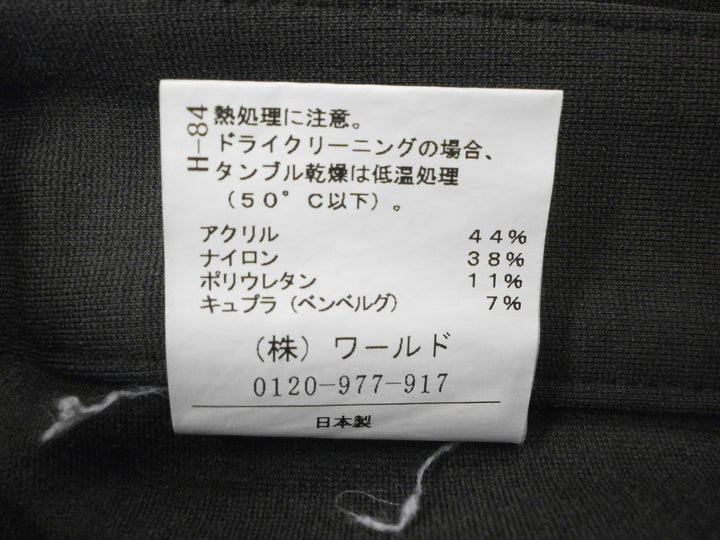 H-84
熱処理に注意。
ドライクリーニングの場合、
タンブル乾燥は低温処理
（５０°Ｃ以下）。
アクリル ４４％
ナイロン ３８％
ポリウレタン １１％
キュプラ（ベンベルグ） ７％
（株）ワールド
0120-977-917
日本製